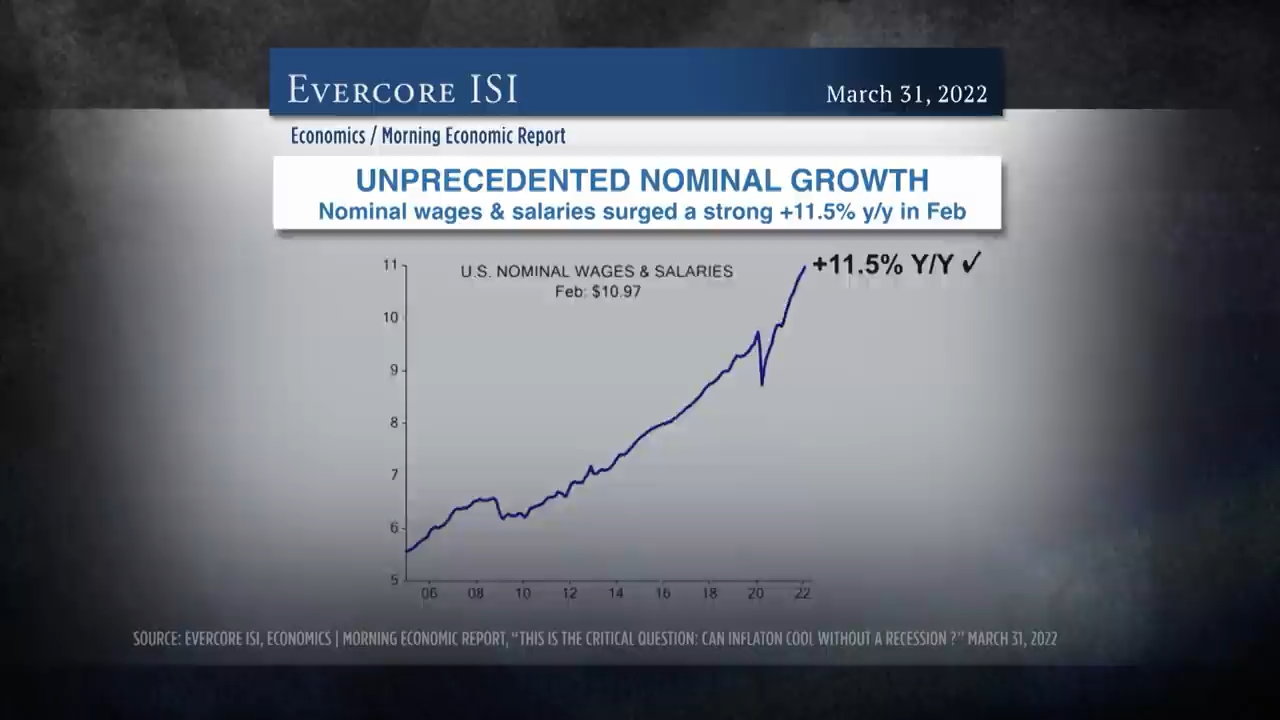 EVERCORE ISI
March 31, 2022
Economics / Morning Economic Report
UNPRECEDENTED NOMINAL GROWTH
Nominal wages & salaries surged a strong +11.5% y/y in Feb
U.S. NOMINAL WAGES & SALARIES
Feb: $10.97
+11.5% Y/Y ✓
11
10
9
8
7
6
5
06 08 10 12 14 16 18 20 22
SOURCE: EVERCORE ISI, ECONOMICS | MORNING ECONOMIC REPORT, “THIS IS THE CRITICAL QUESTION: CAN INFLATON COOL WITHOUT A RECESSION ?” MARCH 31, 2022